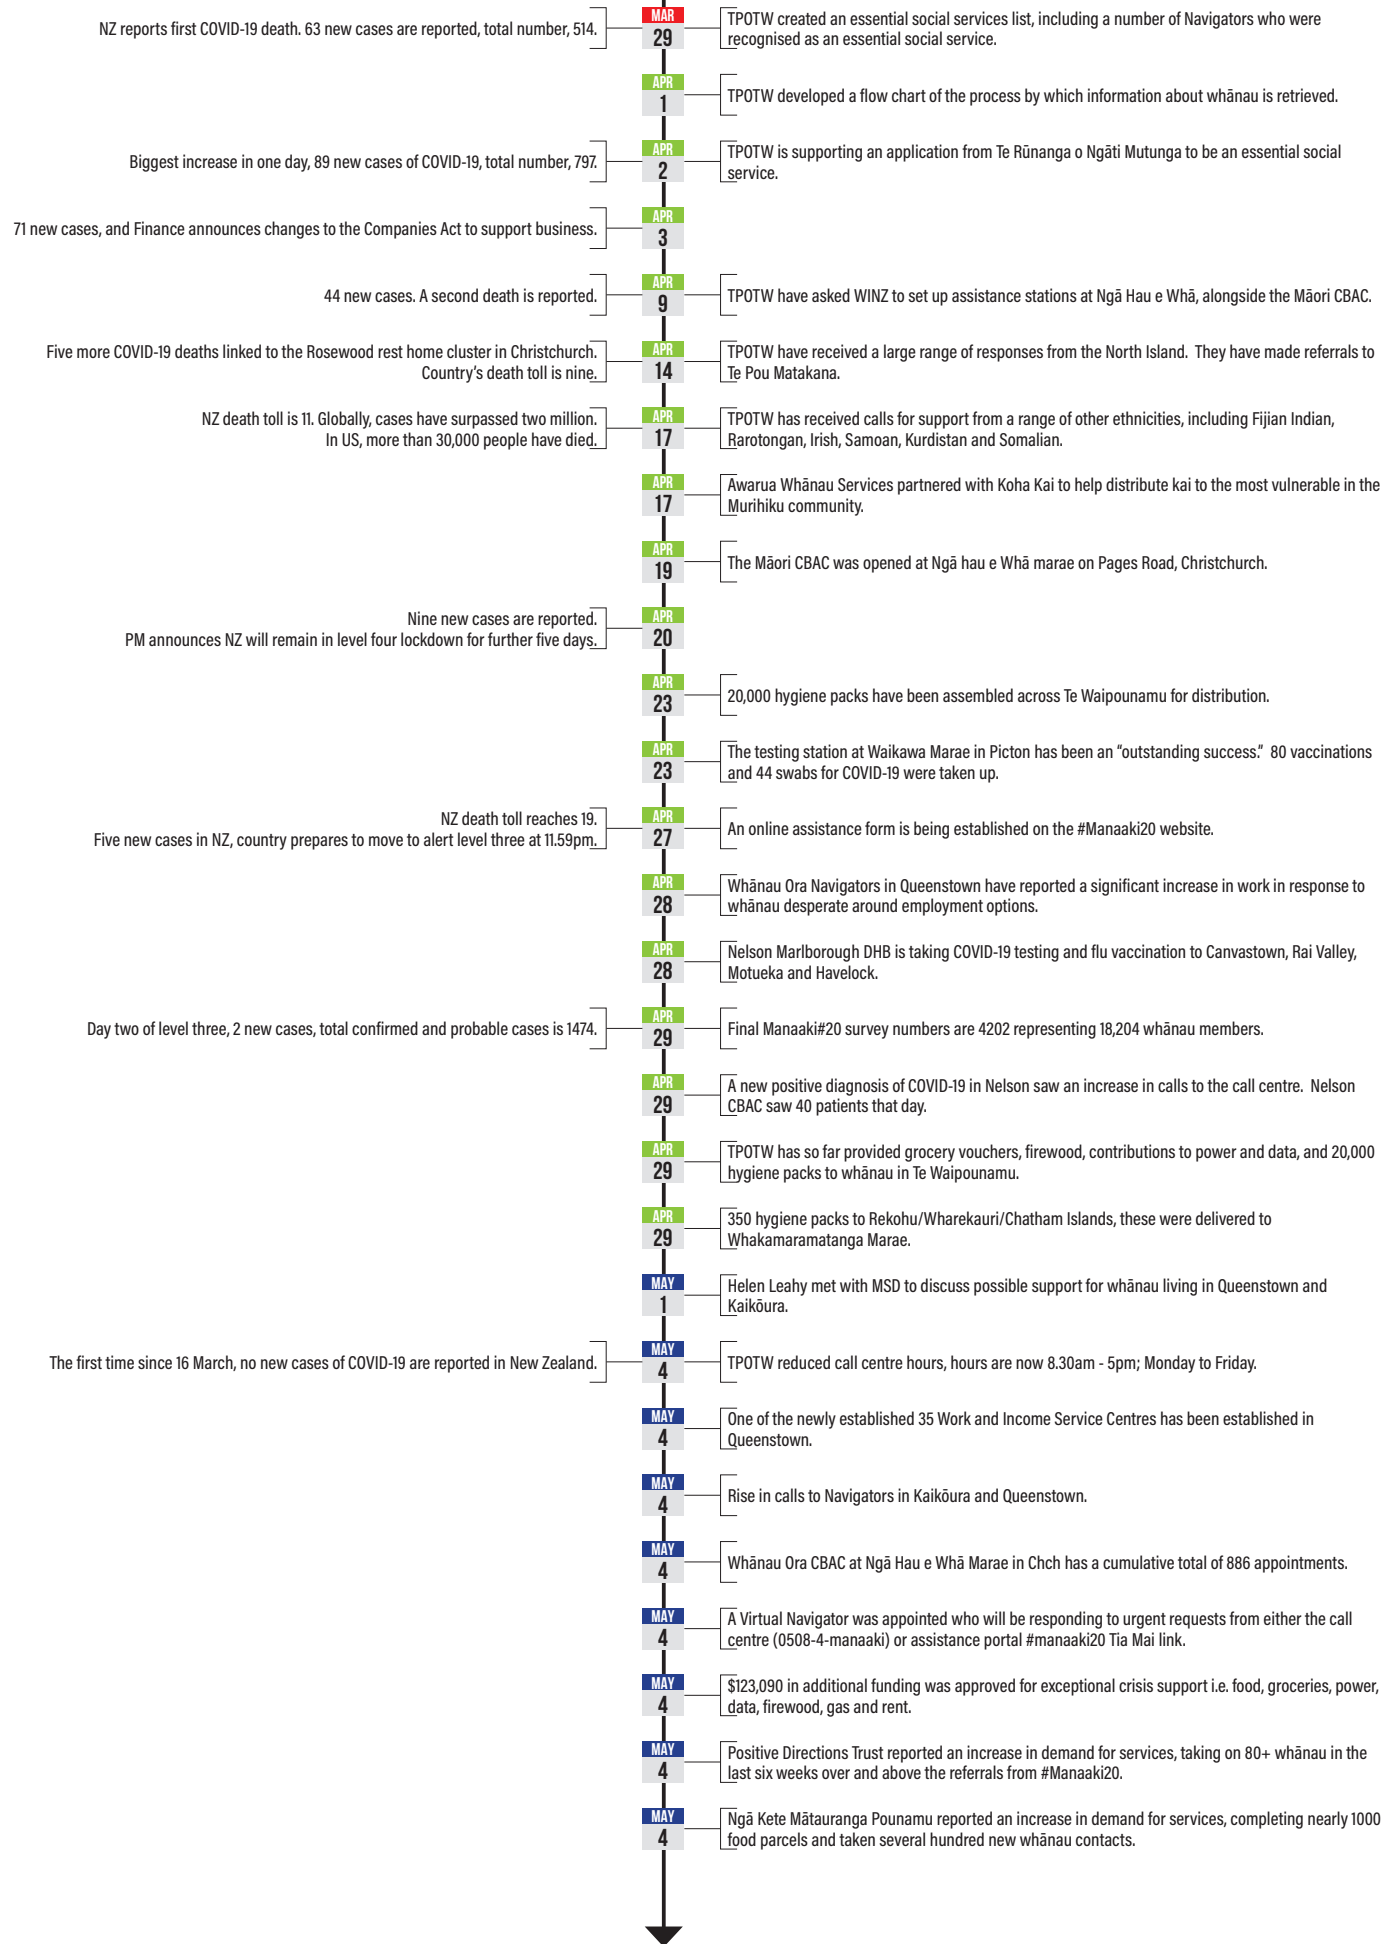 NZ reports first COVID-19 death. 63 new cases are reported, total number, 514.
MAR
29
TPOTW created an essential social services list, including a number of Navigators who were
recognised as an essential social service.
APR
1
TPOTW developed a flow chart of the process by which information about whānau is retrieved.
Biggest increase in one day, 89 new cases of COVID-19, total number, 797.
APR
2
TPOTW is supporting an application from Te Rūnanga o Ngāti Mutunga to be an essential social
service.
71 new cases, and Finance announces changes to the Companies Act to support business.
APR
3
44 new cases. A second death is reported.
APR
9
TPOTW have asked WINZ to set up assistance stations at Ngā Hau e Whā, alongside the Māori CBAC.
Five more COVID-19 deaths linked to the Rosewood rest home cluster in Christchurch.
Country's death toll is nine.
APR
14
TPOTW have received a large range of responses from the North Island.  They have made referrals to
Te Pou Matakana.
NZ death toll is 11. Globally, cases have surpassed two million.
In US, more than 30,000 people have died.
APR
17
TPOTW has received calls for support from a range of other ethnicities, including Fijian Indian,
Rarotongan, Irish, Samoan, Kurdistan and Somalian.
APR
17
Awarua Whānau Services partnered with Koha Kai to help distribute kai to the most vulnerable in the
Murihiku community.
APR
19
The Māori CBAC was opened at Ngā hau e Whā marae on Pages Road, Christchurch.
Nine new cases are reported.
PM announces NZ will remain in level four lockdown for further five days.
APR
20
APR
23
20,000 hygiene packs have been assembled across Te Waipounamu for distribution.
APR
23
The testing station at Waikawa Marae in Picton has been an "outstanding success."  80 vaccinations
and 44 swabs for COVID-19 were taken up.
NZ death toll reaches 19.
Five new cases in NZ, country prepares to move to alert level three at 11.59pm.
APR
27
An online assistance form is being established on the #Manaaki20 website.
APR
28
Whānau Ora Navigators in Queenstown have reported a significant increase in work in response to
whānau desperate around employment options.
APR
28
Nelson Marlborough DHB is taking COVID-19 testing and flu vaccination to Canvastown, Rai Valley,
Motueka and Havelock.
Day two of level three, 2 new cases, total confirmed and probable cases is 1474.
APR
29
Final Manaaki#20 survey numbers are 4202 representing 18,204 whānau members.
APR
29
A new positive diagnosis of COVID-19 in Nelson saw an increase in calls to the call centre.  Nelson
CBAC saw 40 patients that day.
APR
29
TPOTW has so far provided grocery vouchers, firewood, contributions to power and data, and 20,000
hygiene packs to whānau in Te Waipounamu.
APR
29
350 hygiene packs to Rekohu/Wharekauri/Chatham Islands, these were delivered to
Whakamaramatanga Marae.
MAY
1
Helen Leahy met with MSD to discuss possible support for whānau living in Queenstown and
Kaikōura.
The first time since 16 March, no new cases of COVID-19 are reported in New Zealand.
MAY
4
TPOTW reduced call centre hours, hours are now 8.30am - 5pm; Monday to Friday.
MAY
4
One of the newly established 35 Work and Income Service Centres has been established in
Queenstown.
MAY
4
Rise in calls to Navigators in Kaikōura and Queenstown.
MAY
4
Whānau Ora CBAC at Ngā Hau e Whā Marae in Chch has a cumulative total of 886 appointments.
MAY
4
A Virtual Navigator was appointed who will be responding to urgent requests from either the call
centre (0508-4-manaaki) or assistance portal #manaaki20 Tia Mai link.
MAY
4
$123,090 in additional funding was approved for exceptional crisis support i.e. food, groceries, power,
data, firewood, gas and rent.
MAY
4
Positive Directions Trust reported an increase in demand for services, taking on 80+ whānau in the
last six weeks over and above the referrals from #Manaaki20.
MAY
4
Ngā Kete Mātauranga Pounamu reported an increase in demand for services, completing nearly 1000
food parcels and taken several hundred new whānau contacts.